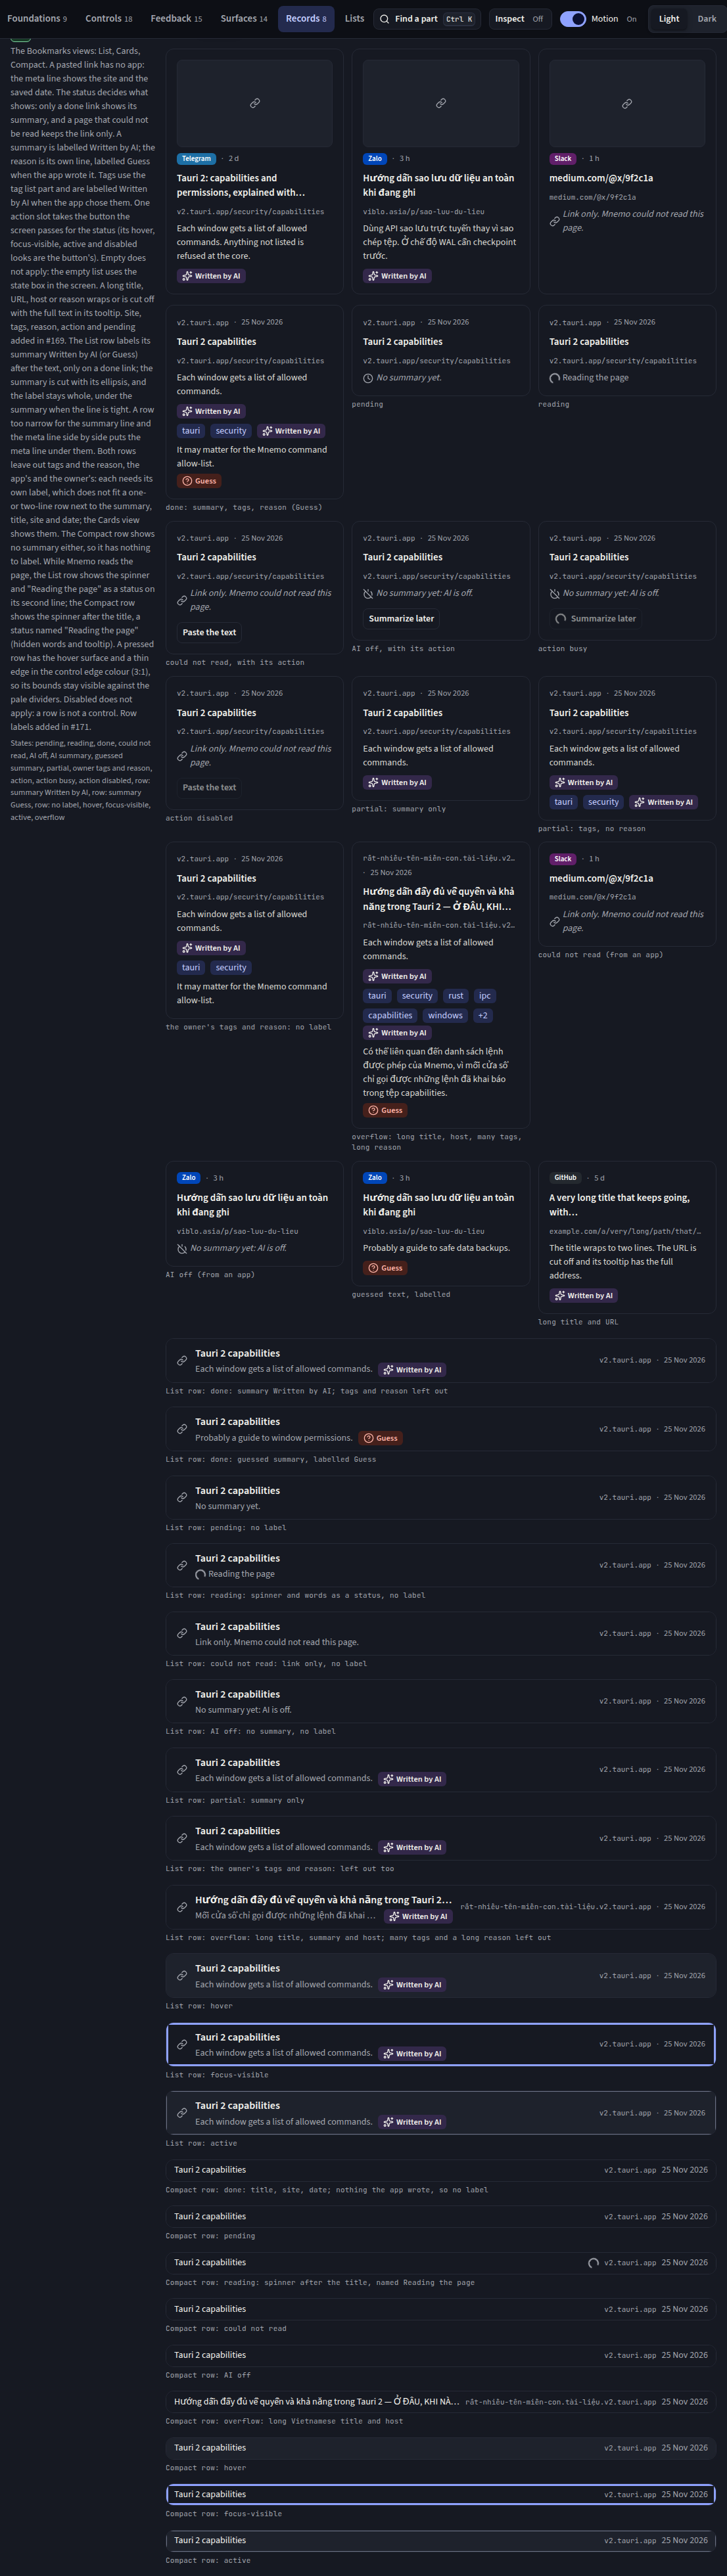 Foundations 9 Controls 18 Feedback 15 Surfaces 14 Records 8 Lists Find a part Ctrl K Inspect Off Motion On Light Dark
The Bookmarks views: List, Cards,
Compact. A pasted link has no app:
the meta line shows the site and the
saved date. The status decides what
shows: only a done link shows its
summary, and a page that could not
be read keeps the link only. A
summary is labelled Written by AI; the
reason is its own line, labelled Guess
when the app wrote it. Tags use the
tag list part and are labelled Written
by AI when the app chose them. One
action slot takes the button the
screen passes for the status (its hover,
focus-visible, active and disabled
looks are the button's). Empty does
not apply: the empty list uses the
state box in the screen. A long title,
URL, host or reason wraps or is cut off
with the full text in its tooltip. Site,
tags, reason, action and pending
added in #169. The List row labels its
summary Written by AI (or Guess)
after the text, only on a done link; the
summary is cut with its ellipsis, and
the label stays whole, under the
summary when the line is tight. A row
too narrow for the summary line and
the meta line side by side puts the
meta line under them. Both rows
leave out tags and the reason, the
app's and the owner's: each needs its
own label, which does not fit a one-
or two-line row next to the summary,
title, site and date; the Cards view
shows them. The Compact row shows
no summary either, so it has nothing
to label. While Mnemo reads the
page, the List row shows the spinner
and "Reading the page" as a status on
its second line; the Compact row
shows the spinner after the title, a
status named "Reading the page"
(hidden words and tooltip). A pressed
row has the hover surface and a thin
edge in the control edge colour (3:1),
so its bounds stay visible against the
pale dividers. Disabled does not
apply: a row is not a control. Row
labels added in #171.
States: pending, reading, done, could not
read, AI off, AI summary, guessed
summary, partial, owner tags and reason,
action, action busy, action disabled, row:
summary Written by AI, row: summary
Guess, row: no label, hover, focus-visible,
active, overflow
Telegram · 2 d
Tauri 2: capabilities and
permissions, explained with…
v2.tauri.app/security/capabilities
Each window gets a list of allowed
commands. Anything not listed is
refused at the core.
Written by AI
Zalo · 3 h
Hướng dẫn sao lưu dữ liệu an toàn
khi đang ghi
viblo.asia/p/sao-luu-du-lieu
Dùng API sao lưu trực tuyến thay vì sao
chép tệp. Ở chế độ WAL cần checkpoint
trước.
Written by AI
Slack · 1 h
medium.com/@x/9f2c1a
medium.com/@x/9f2c1a
Link only. Mnemo could not read this
page.
v2.tauri.app · 25 Nov 2026
Tauri 2 capabilities
v2.tauri.app/security/capabilities
Each window gets a list of allowed
commands.
Written by AI
tauri security Written by AI
It may matter for the Mnemo command
allow-list.
Guess
done: summary, tags, reason (Guess)
v2.tauri.app · 25 Nov 2026
Tauri 2 capabilities
v2.tauri.app/security/capabilities
No summary yet.
pending
v2.tauri.app · 25 Nov 2026
Tauri 2 capabilities
v2.tauri.app/security/capabilities
Reading the page
reading
v2.tauri.app · 25 Nov 2026
Tauri 2 capabilities
v2.tauri.app/security/capabilities
Link only. Mnemo could not read this
page.
Paste the text
could not read, with its action
v2.tauri.app · 25 Nov 2026
Tauri 2 capabilities
v2.tauri.app/security/capabilities
No summary yet: AI is off.
Summarize later
AI off, with its action
v2.tauri.app · 25 Nov 2026
Tauri 2 capabilities
v2.tauri.app/security/capabilities
No summary yet: AI is off.
Summarize later
action busy
v2.tauri.app · 25 Nov 2026
Tauri 2 capabilities
v2.tauri.app/security/capabilities
Link only. Mnemo could not read this
page.
Paste the text
action disabled
v2.tauri.app · 25 Nov 2026
Tauri 2 capabilities
v2.tauri.app/security/capabilities
Each window gets a list of allowed
commands.
Written by AI
partial: summary only
v2.tauri.app · 25 Nov 2026
Tauri 2 capabilities
v2.tauri.app/security/capabilities
Each window gets a list of allowed
commands.
Written by AI
tauri security Written by AI
partial: tags, no reason
v2.tauri.app · 25 Nov 2026
Tauri 2 capabilities
v2.tauri.app/security/capabilities
Each window gets a list of allowed
commands.
Written by AI
tauri security
It may matter for the Mnemo command
allow-list.
the owner's tags and reason: no label
rất-nhiều-tên-miền-con.tài-liệu.v2…
· 25 Nov 2026
Hướng dẫn đầy đủ về quyền và khả
năng trong Tauri 2 — Ở ĐÂU, KHI…
rất-nhiều-tên-miền-con.tài-liệu.v2…
Each window gets a list of allowed
commands.
Written by AI
tauri security rust ipc
capabilities windows +2
Written by AI
Có thể liên quan đến danh sách lệnh
được phép của Mnemo, vì mỗi cửa sổ
chỉ gọi được những lệnh đã khai báo
trong tệp capabilities.
Guess
overflow: long title, host, many tags,
long reason
Slack · 1 h
medium.com/@x/9f2c1a
medium.com/@x/9f2c1a
Link only. Mnemo could not read this
page.
could not read (from an app)
Zalo · 3 h
Hướng dẫn sao lưu dữ liệu an toàn
khi đang ghi
viblo.asia/p/sao-luu-du-lieu
No summary yet: AI is off.
AI off (from an app)
Zalo · 3 h
Hướng dẫn sao lưu dữ liệu an toàn
khi đang ghi
viblo.asia/p/sao-luu-du-lieu
Probably a guide to safe data backups.
Guess
guessed text, labelled
GitHub · 5 d
A very long title that keeps going,
with…
example.com/a/very/long/path/that/…
The title wraps to two lines. The URL is
cut off and its tooltip has the full
address.
Written by AI
long title and URL
Tauri 2 capabilities
Each window gets a list of allowed commands. Written by AI
v2.tauri.app · 25 Nov 2026
List row: done: summary Written by AI; tags and reason left out
Tauri 2 capabilities
Probably a guide to window permissions. Guess
v2.tauri.app · 25 Nov 2026
List row: done: guessed summary, labelled Guess
Tauri 2 capabilities
No summary yet.
v2.tauri.app · 25 Nov 2026
List row: pending: no label
Tauri 2 capabilities
Reading the page
v2.tauri.app · 25 Nov 2026
List row: reading: spinner and words as a status, no label
Tauri 2 capabilities
Link only. Mnemo could not read this page.
v2.tauri.app · 25 Nov 2026
List row: could not read: link only, no label
Tauri 2 capabilities
No summary yet: AI is off.
v2.tauri.app · 25 Nov 2026
List row: AI off: no summary, no label
Tauri 2 capabilities
Each window gets a list of allowed commands. Written by AI
v2.tauri.app · 25 Nov 2026
List row: partial: summary only
Tauri 2 capabilities
Each window gets a list of allowed commands. Written by AI
v2.tauri.app · 25 Nov 2026
List row: the owner's tags and reason: left out too
Hướng dẫn đầy đủ về quyền và khả năng trong Tauri 2…
Mỗi cửa sổ chỉ gọi được những lệnh đã khai … Written by AI
rất-nhiều-tên-miền-con.tài-liệu.v2.tauri.app · 25 Nov 2026
List row: overflow: long title, summary and host; many tags and a long reason left out
Tauri 2 capabilities
Each window gets a list of allowed commands. Written by AI
v2.tauri.app · 25 Nov 2026
List row: hover
Tauri 2 capabilities
Each window gets a list of allowed commands. Written by AI
v2.tauri.app · 25 Nov 2026
List row: focus-visible
Tauri 2 capabilities
Each window gets a list of allowed commands. Written by AI
v2.tauri.app · 25 Nov 2026
List row: active
Tauri 2 capabilities v2.tauri.app 25 Nov 2026
Compact row: done: title, site, date; nothing the app wrote, so no label
Tauri 2 capabilities v2.tauri.app 25 Nov 2026
Compact row: pending
Tauri 2 capabilities v2.tauri.app 25 Nov 2026
Compact row: reading: spinner after the title, named Reading the page
Tauri 2 capabilities v2.tauri.app 25 Nov 2026
Compact row: could not read
Tauri 2 capabilities v2.tauri.app 25 Nov 2026
Compact row: AI off
Hướng dẫn đầy đủ về quyền và khả năng trong Tauri 2 — Ở ĐÂU, KHI NÀ… rất-nhiều-tên-miền-con.tài-liệu.v2.tauri.app 25 Nov 2026
Compact row: overflow: long Vietnamese title and host
Tauri 2 capabilities v2.tauri.app 25 Nov 2026
Compact row: hover
Tauri 2 capabilities v2.tauri.app 25 Nov 2026
Compact row: focus-visible
Tauri 2 capabilities v2.tauri.app 25 Nov 2026
Compact row: active